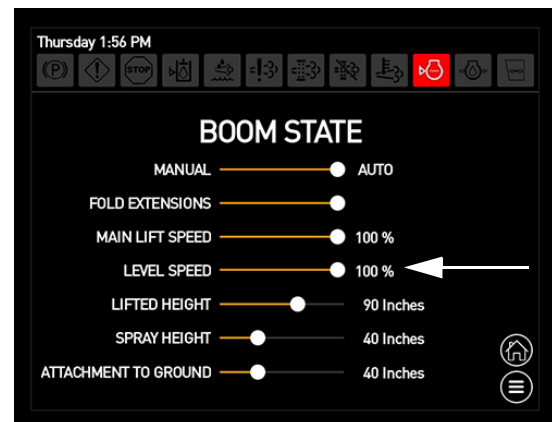 Thursday 1:56 PM
(P) STOP
BOOM STATE
MANUAL AUTO
FOLD EXTENSIONS
MAIN LIFT SPEED 100 %
LEVEL SPEED 100 %
LIFTED HEIGHT 90 Inches
SPRAY HEIGHT 40 Inches
ATTACHMENT TO GROUND 40 Inches